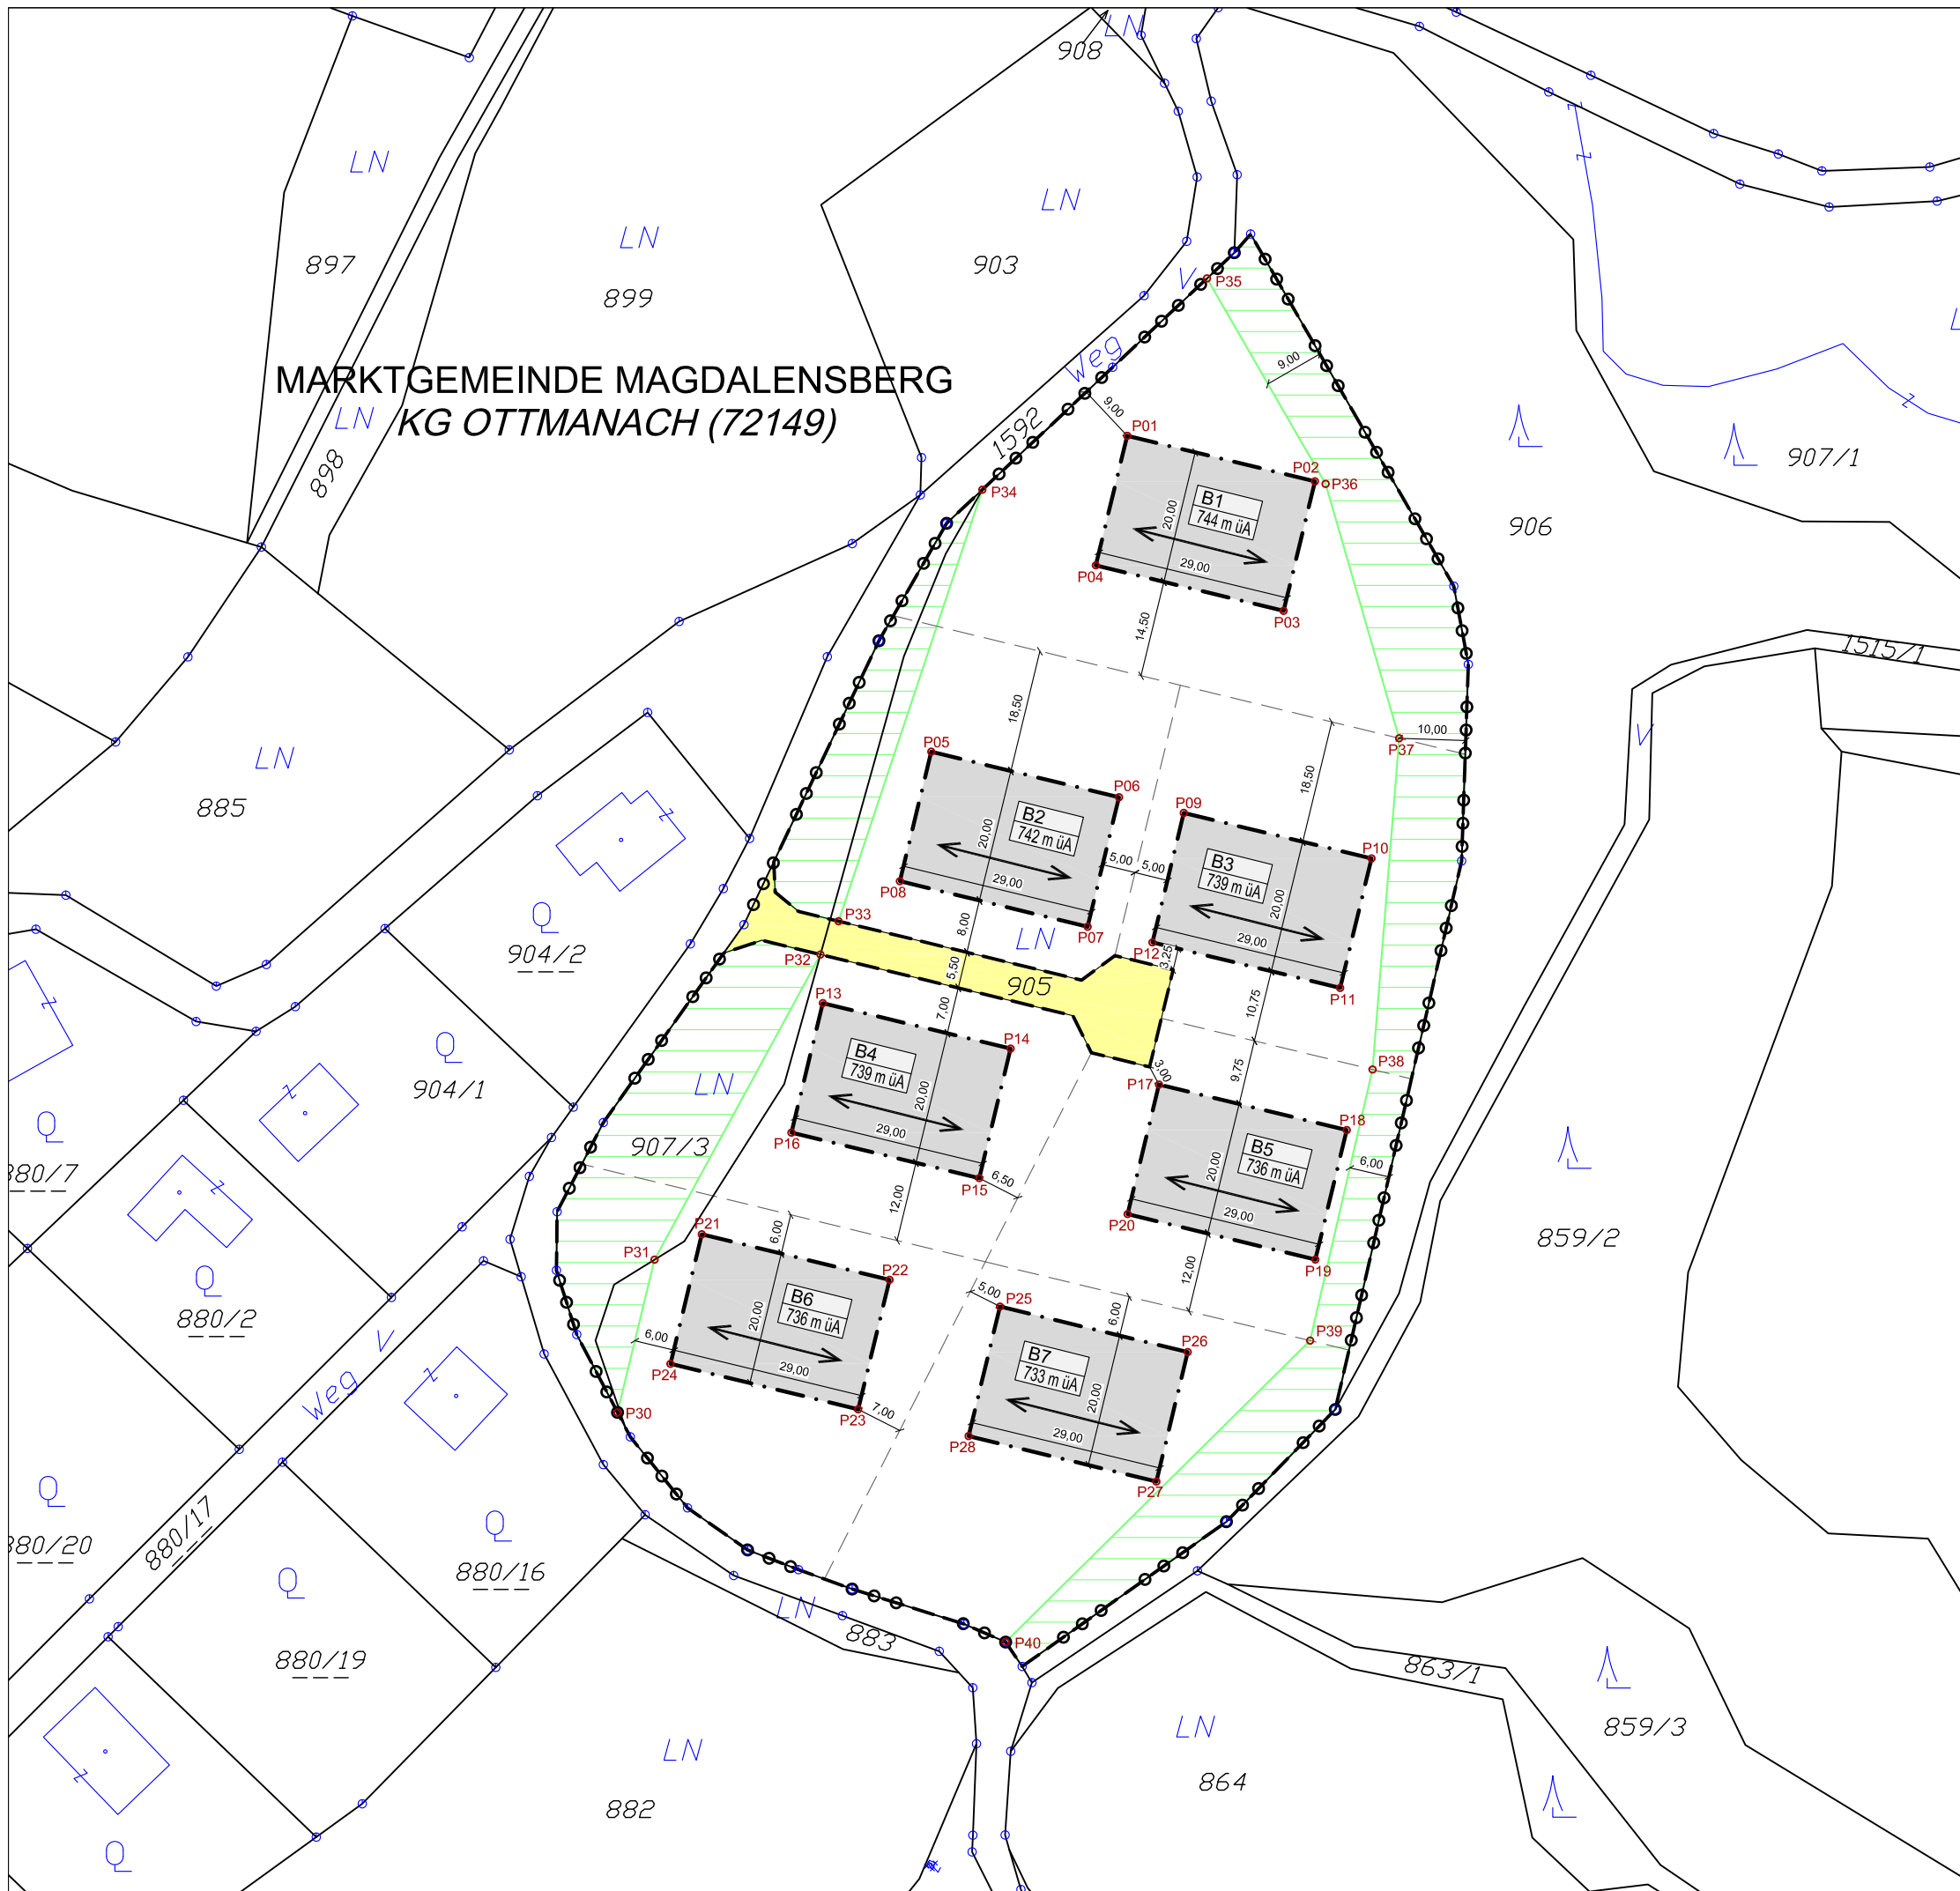 908
LN
LN
LN
LN
897
899
903
V
P35
Weg
9,00
MARKTGEMEINDE MAGDALENSBERG
LN
KG OTTMANACH (72149)
9,00
P01
898
1592
907/1
906
P34
P02
P36
B1
744 m üA
20,00
29,00
P04
P03
14,50
1515/1
18,50
V
P37
10,00
18,50
LN
885
P05
P06
P09
B2
742 m üA
20,00
29,00
P08
P07
5,00
5,00
B3
739 m üA
P10
20,00
29,00
P12
P11
3,25
Q
904/2
P33
P32
8,00
LN
5,50
905
7,00
10,75
P13
P14
B4
739 m üA
20,00
29,00
P16
P15
6,50
12,00
Q
904/1
LN
907/3
P38
9,75
3,00
P17
P18
B5
736 m üA
20,00
29,00
6,00
P20
P19
12,00
859/2
Q
880/7
Q
880/2
P31
P21
6,00
P22
B6
736 m üA
20,00
6,00
29,00
P24
P23
7,00
5,00
P25
6,00
P26
P39
B7
733 m üA
20,00
29,00
P28
P27
Weg
V
P30
Q
880/20
880/17
Q
880/16
Q
880/19
LN
883
P40
863/1
859/3
LN
882
LN
864
Q